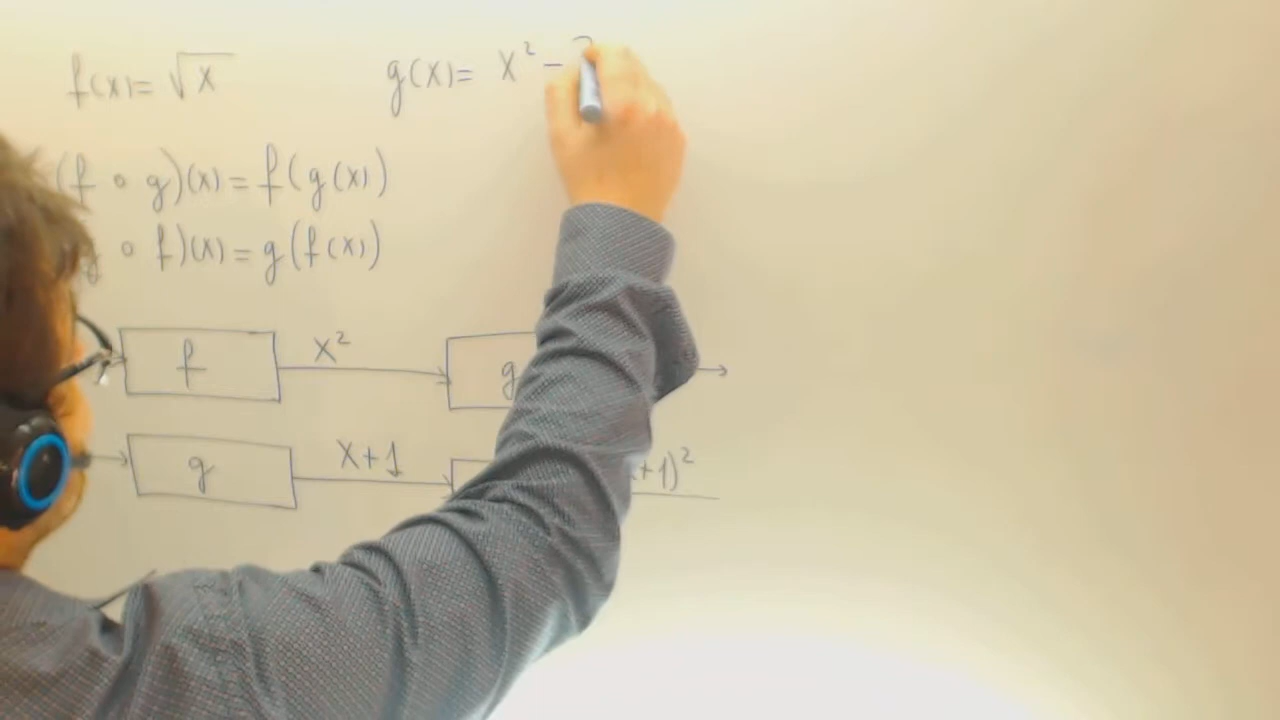 f(x) = √x
g(x) = x² -
(f ∘ g)(x) = f(g(x))
g ∘ f)(x) = g(f(x))
f x² g
g x+1 +1)²